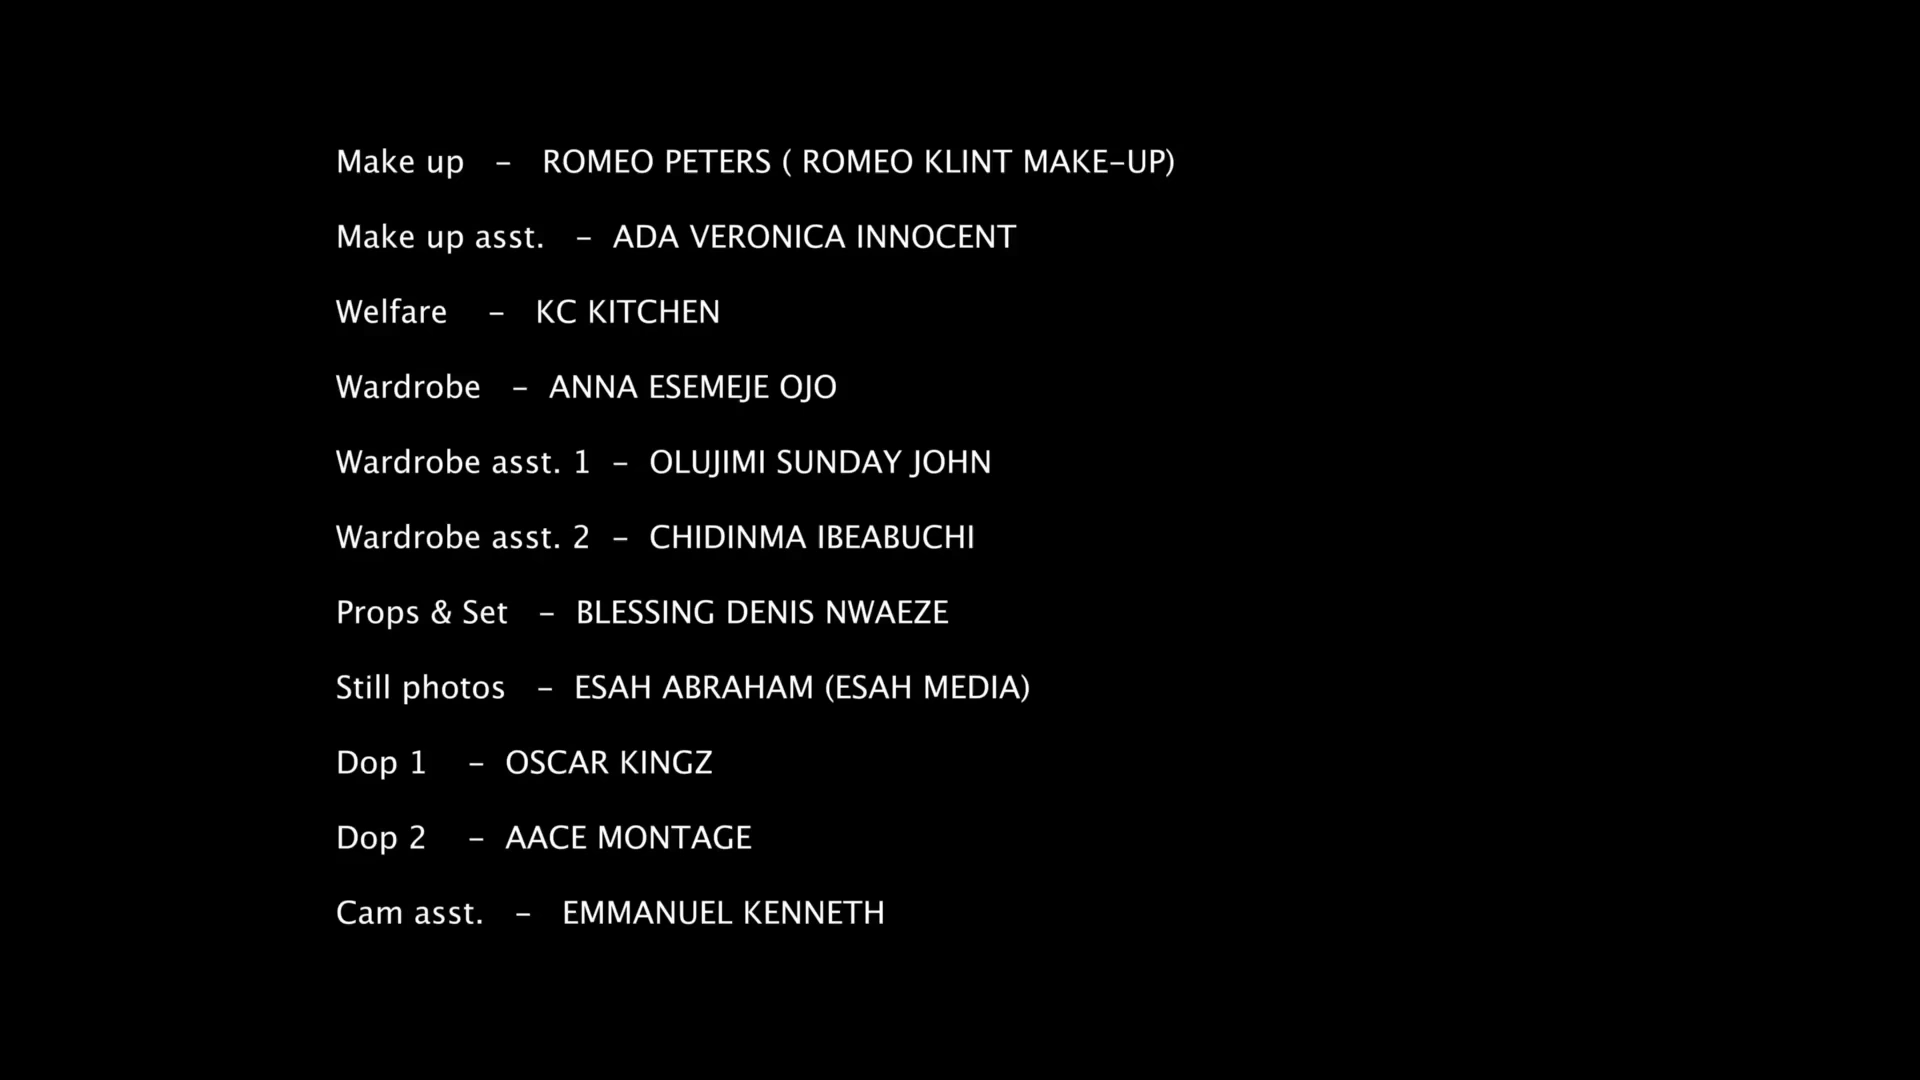 Make up - ROMEO PETERS ( ROMEO KLINT MAKE-UP)
Make up asst. - ADA VERONICA INNOCENT
Welfare - KC KITCHEN
Wardrobe - ANNA ESEMEJE OJO
Wardrobe asst. 1 - OLUJIMI SUNDAY JOHN
Wardrobe asst. 2 - CHIDINMA IBEABUCHI
Props & Set - BLESSING DENIS NWAEZE
Still photos - ESAH ABRAHAM (ESAH MEDIA)
Dop 1 - OSCAR KINGZ
Dop 2 - AACE MONTAGE
Cam asst. - EMMANUEL KENNETH